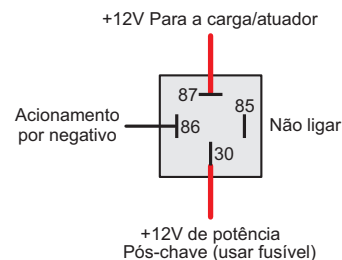 +12V Para a carga/atuador
87
85
Acionamento
por negativo
86
Não ligar
30
+12V de potência
Pós-chave (usar fusível)